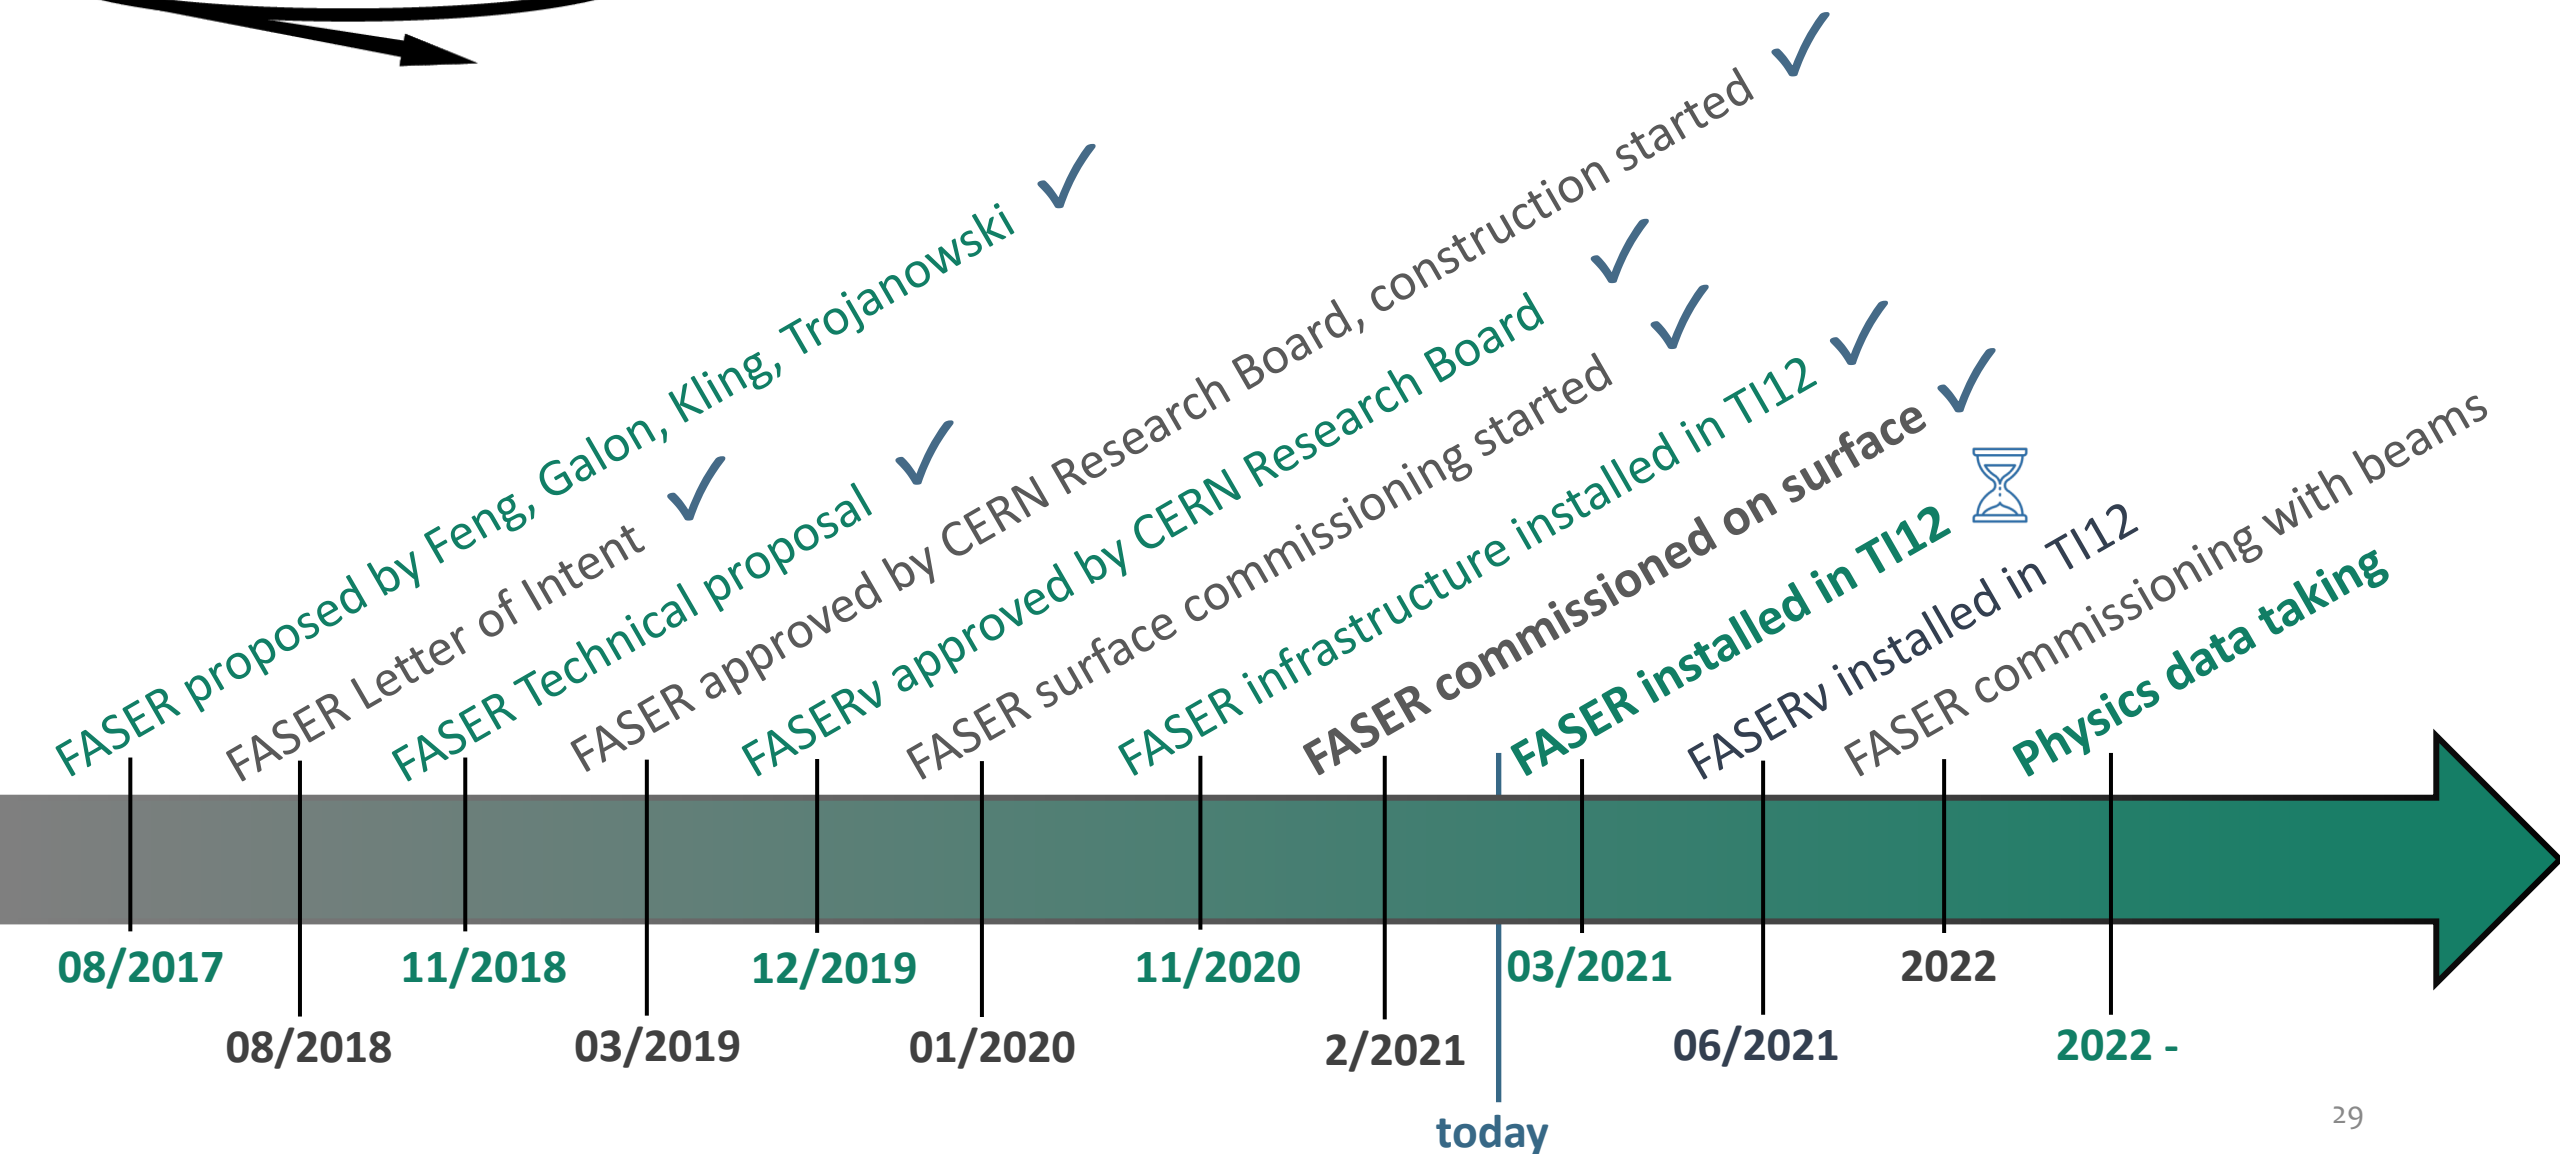 FASER proposed by Feng, Galon, Kling, Trojanowski
FASER Letter of Intent
FASER Technical proposal
FASER approved by CERN Research Board, construction started
FASERν approved by CERN Research Board
FASER surface commissioning started
FASER infrastructure installed in TI12
FASER commissioned on surface
FASER installed in TI12
FASERν installed in TI12
FASER commissioning with beams
Physics data taking
08/2017
08/2018
11/2018
03/2019
12/2019
01/2020
11/2020
2/2021
today
03/2021
06/2021
2022
2022 -
29